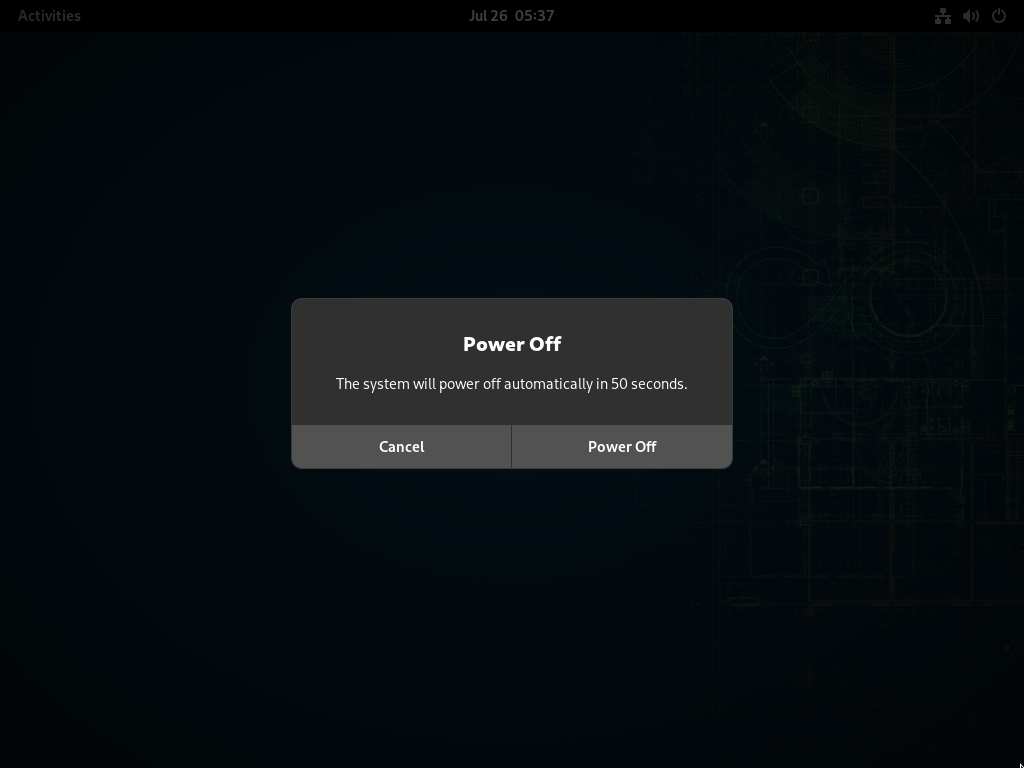 Activities
Jul 26 05:37
Power Off
The system will power off automatically in 50 seconds.
Cancel
Power Off